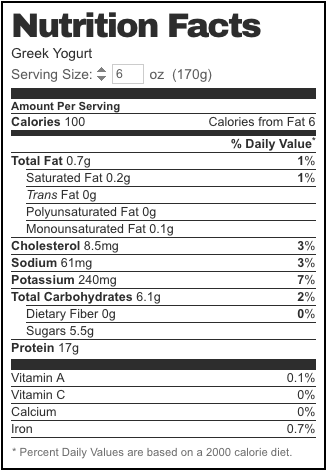 Nutrition Facts
Greek Yogurt
Serving Size: 6 oz (170g)
Amount Per Serving
Calories 100 Calories from Fat 6
% Daily Value*
Total Fat 0.7g 1%
Saturated Fat 0.2g 1%
Trans Fat 0g
Polyunsaturated Fat 0g
Monounsaturated Fat 0.1g
Cholesterol 8.5mg 3%
Sodium 61mg 3%
Potassium 240mg 7%
Total Carbohydrates 6.1g 2%
Dietary Fiber 0g 0%
Sugars 5.5g
Protein 17g
Vitamin A 0.1%
Vitamin C 0%
Calcium 0%
Iron 0.7%
* Percent Daily Values are based on a 2000 calorie diet.